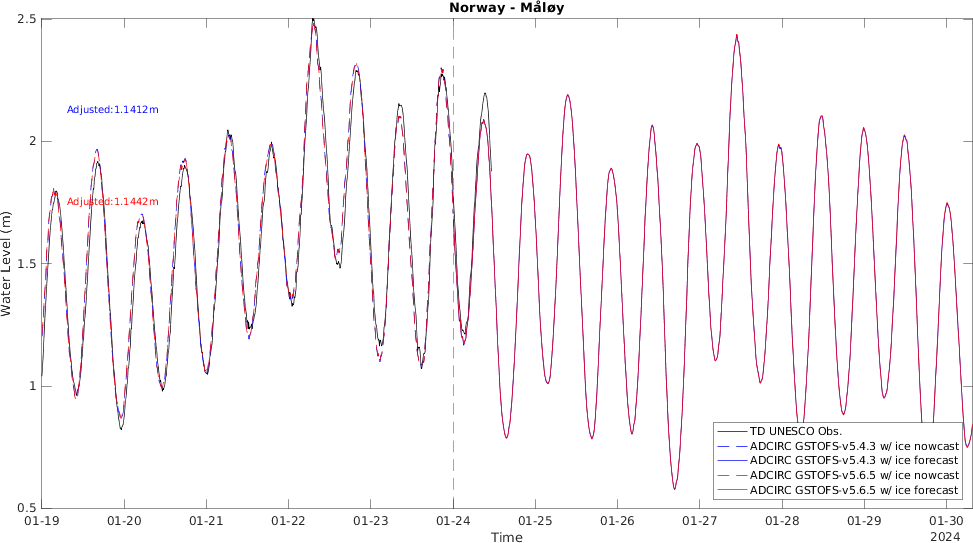 Norway - Måløy
2.5
2
1.5
1
0.5
Water Level (m)
Adjusted:1.1412m
Adjusted:1.1442m
TD UNESCO Obs.
ADCIRC GSTOFS-v5.4.3 w/ ice nowcast
ADCIRC GSTOFS-v5.4.3 w/ ice forecast
ADCIRC GSTOFS-v5.6.5 w/ ice nowcast
ADCIRC GSTOFS-v5.6.5 w/ ice forecast
01-19 01-20 01-21 01-22 01-23 01-24 01-25 01-26 01-27 01-28 01-29 01-30
Time
2024